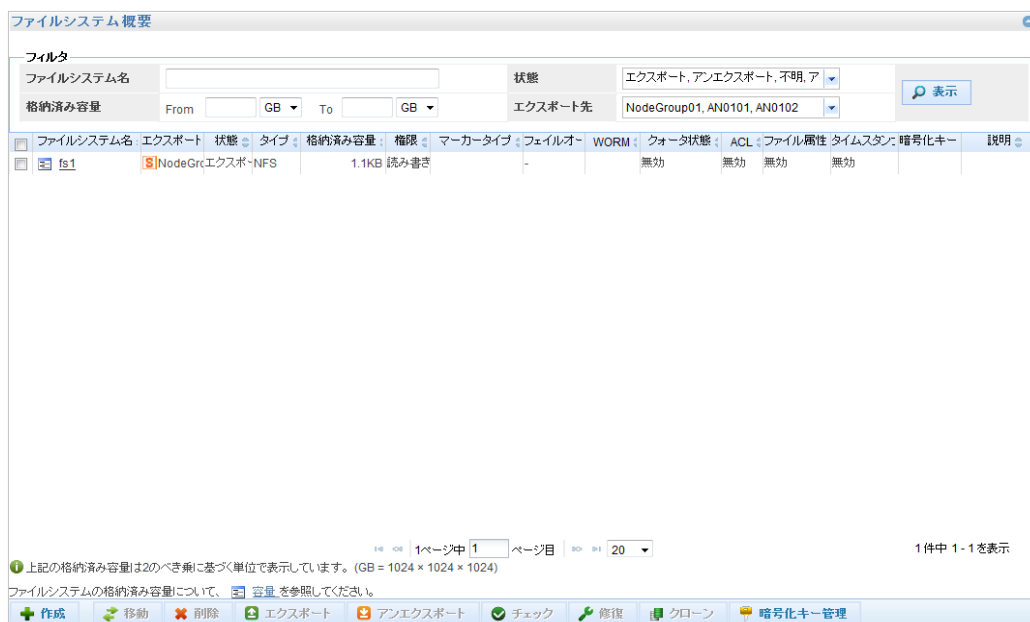 ファイルシステム概要
フィルタ
ファイルシステム名 状態 エクスポート, アンエクスポート, 不明, ア
格納済み容量 From GB To GB エクスポート先 NodeGroup01, AN0101, AN0102 表示
ファイルシステム名 エクスポート 状態 タイプ 格納済み容量 権限 マーカータイプ フェイルオー WORM クォータ状態 ACL ファイル属性 タイムスタン 暗号化キー 説明
fs1 S NodeGro エクスポー NFS 1.1KB 読み書き - 無効 無効 無効 無効
1ページ中 1 ページ目 20 1件中 1 - 1を表示
上記の格納済み容量は2のべき乗に基づく単位で表示しています。(GB = 1024 × 1024 × 1024)
ファイルシステムの格納済み容量について、 容量 を参照してください。
作成 移動 削除 エクスポート アンエクスポート チェック 修復 クローン 暗号化キー管理